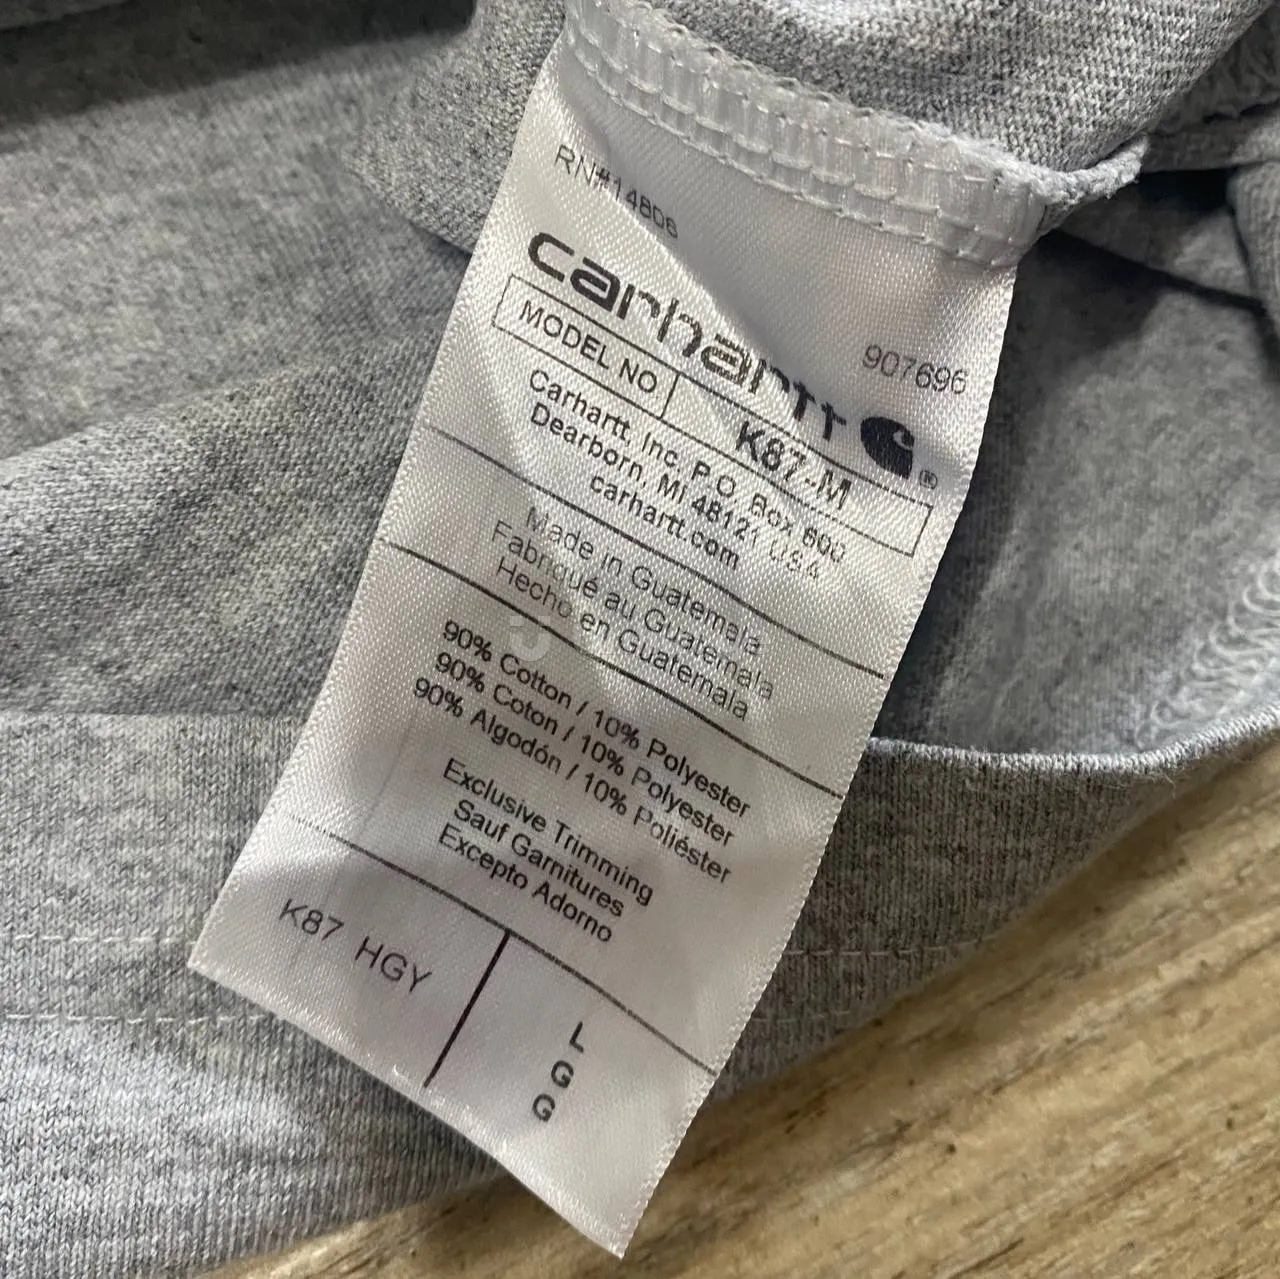 RN#14806
907696
carhartt ®
MODEL NO K87-M
Carhartt, Inc. P.O. Box 600
Dearborn, MI 48121 USA
carhartt.com
Made in Guatemala
Fabriqué au Guatemala
Hecho en Guatemala
90% Cotton / 10% Polyester
90% Coton / 10% Polyester
90% Algodón / 10% Poliéster
Exclusive Trimming
Sauf Garnitures
Excepto Adorno
K87 HGY
L
G
G